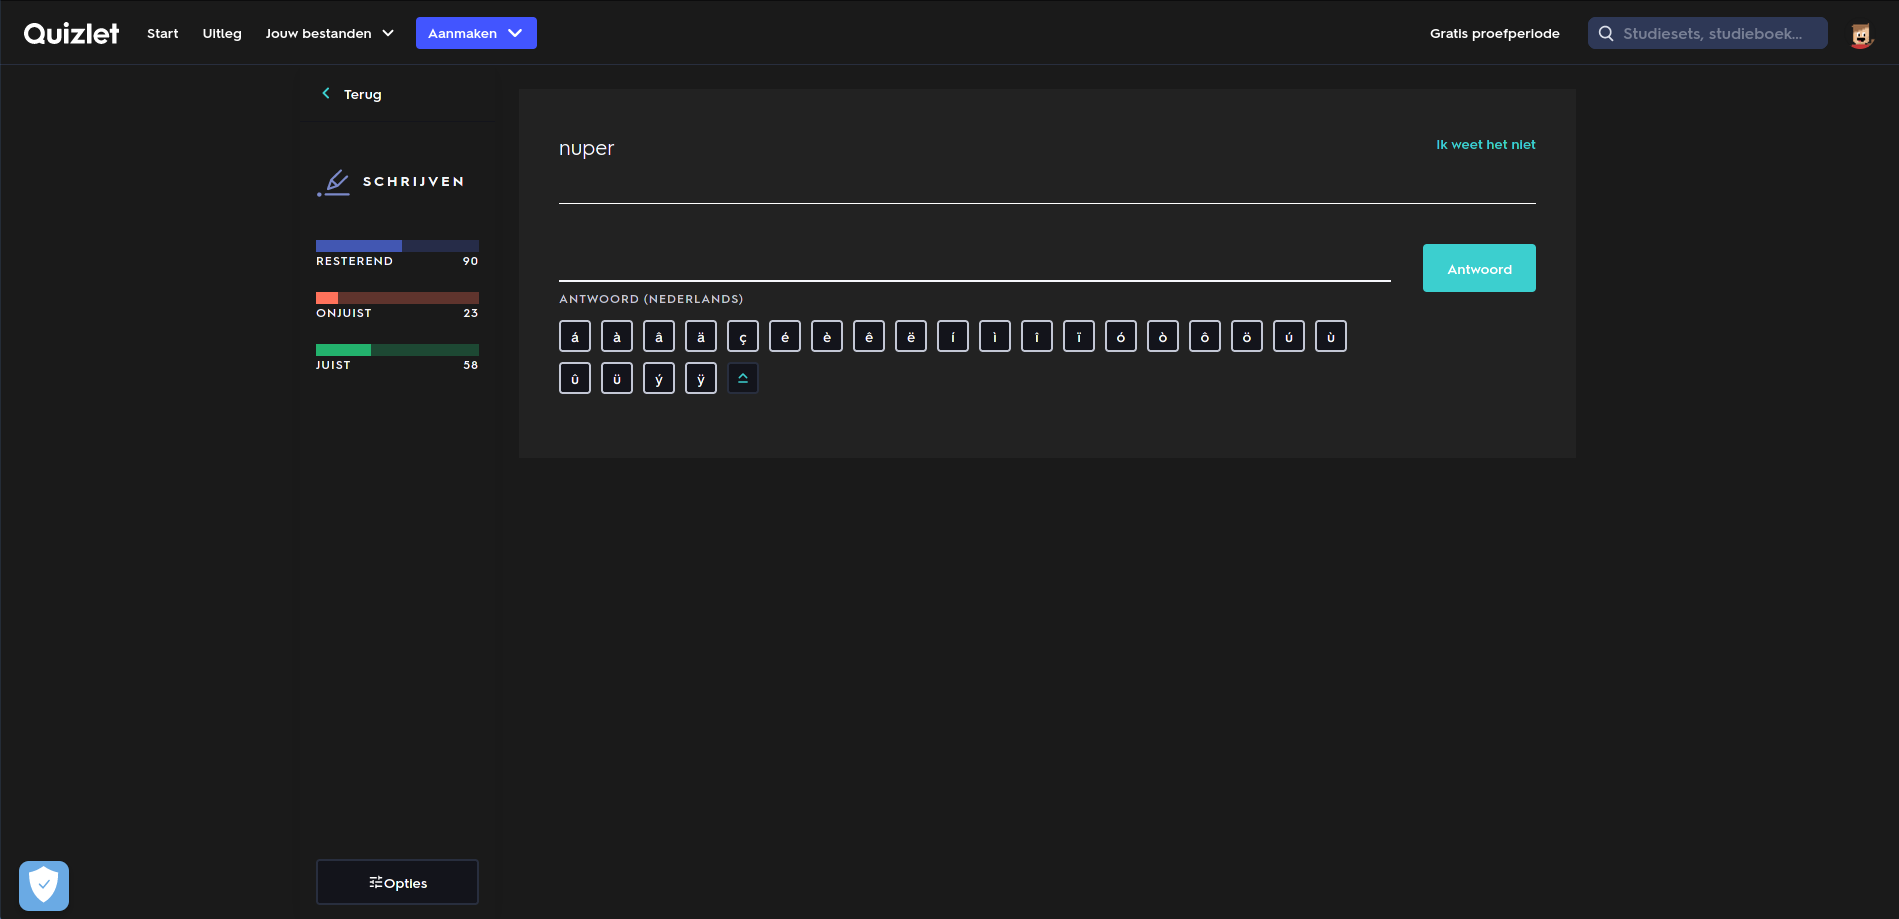 Quizlet Start Uitleg Jouw bestanden Aanmaken Gratis proefperiode Studiesets, studieboek...
Terug
SCHRIJVEN
RESTEREND 90
ONJUIST 23
JUIST 58
Opties
nuper Ik weet het niet
Antwoord
ANTWOORD (NEDERLANDS)
á à â ä ç é è ê ë í ì î ï ó ò ô ö ú ù
û ü ý ÿ